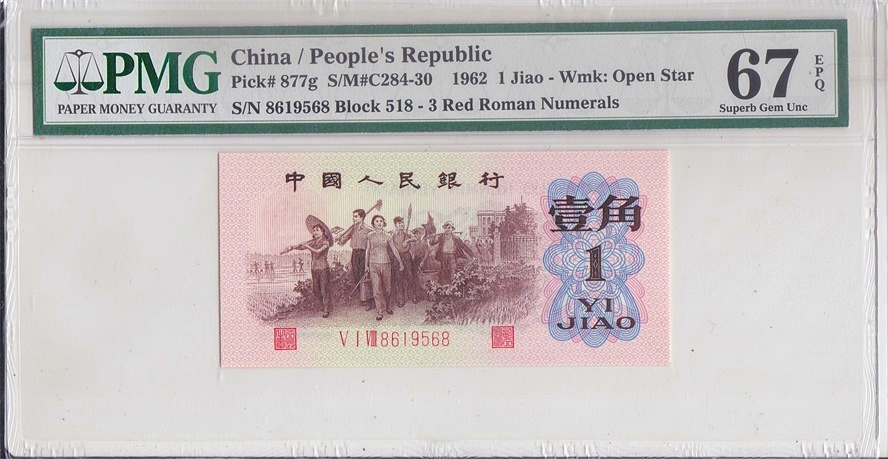 PMG
PAPER MONEY GUARANTY
China / People's Republic
Pick# 877g S/M#C284-30 1962 1 Jiao - Wmk: Open Star
S/N 8619568 Block 518 - 3 Red Roman Numerals
67
EPQ
Superb Gem Unc
中國人民銀行
壹角
1
YI
JIAO
V I VIII 8619568